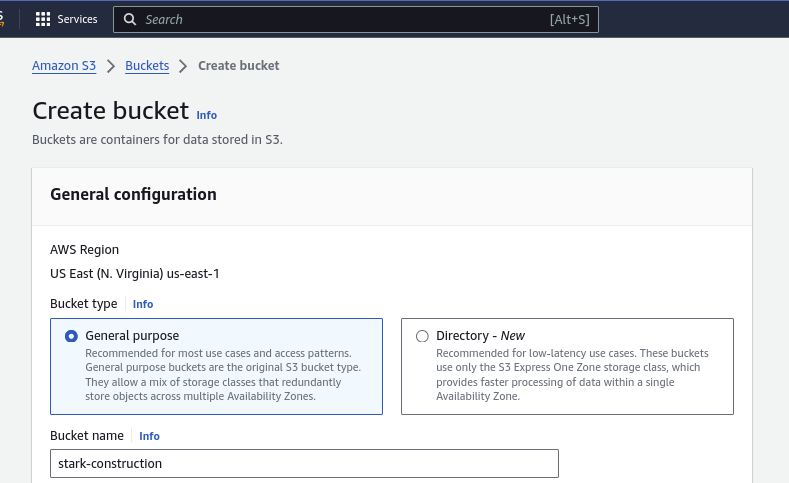 Services
Search [Alt+S]
Amazon S3 > Buckets > Create bucket
Create bucket Info
Buckets are containers for data stored in S3.
General configuration
AWS Region
US East (N. Virginia) us-east-1
Bucket type Info
General purpose
Recommended for most use cases and access patterns.
General purpose buckets are the original S3 bucket type.
They allow a mix of storage classes that redundantly
store objects across multiple Availability Zones.
Directory - New
Recommended for low-latency use cases. These buckets
use only the S3 Express One Zone storage class, which
provides faster processing of data within a single
Availability Zone.
Bucket name Info
stark-construction